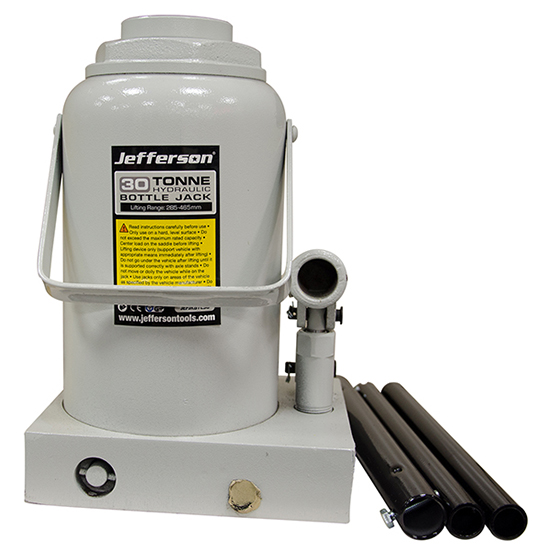 Jefferson®
30 TONNE
HYDRAULIC
BOTTLE JACK
Lifting Range: 285-465mm
Read instructions carefully before use •
Only use on a hard, level surface • Do
not exceed the maximum rated capacity •
Center load on the saddle before lifting •
Lifting device only (support vehicle with
appropriate means immediately after lifting) •
Do not go under the vehicle after lifting until it
is supported correctly with axle stands • Do
not move or dolly the vehicle while on the
jack • Use jacks only on areas of the vehicle
as specified by the vehicle manufacturer • Do
www.jeffersontools.com